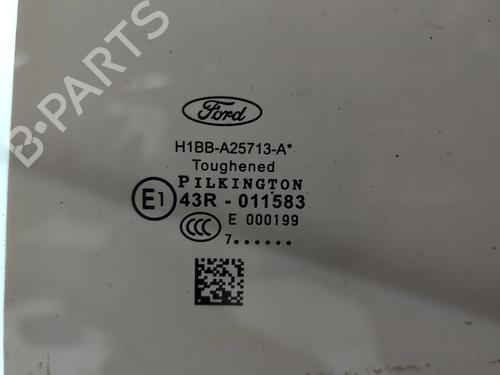 B-PARTS
Ford
H1BB-A25713-A*
Toughened
PILKINGTON
E1 43R - 011583
CCC E 000199
7......